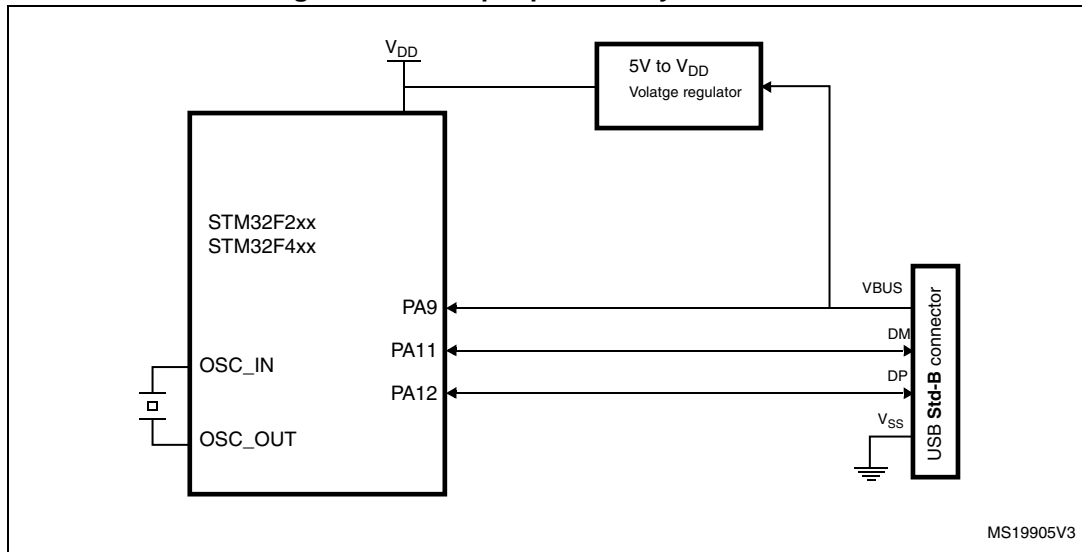 V_DD
5V to V_DD
Volatge regulator
STM32F2xx
STM32F4xx
PA9
PA11
PA12
OSC_IN
OSC_OUT
VBUS
DM
DP
V_SS
USB Std-B connector
MS19905V3